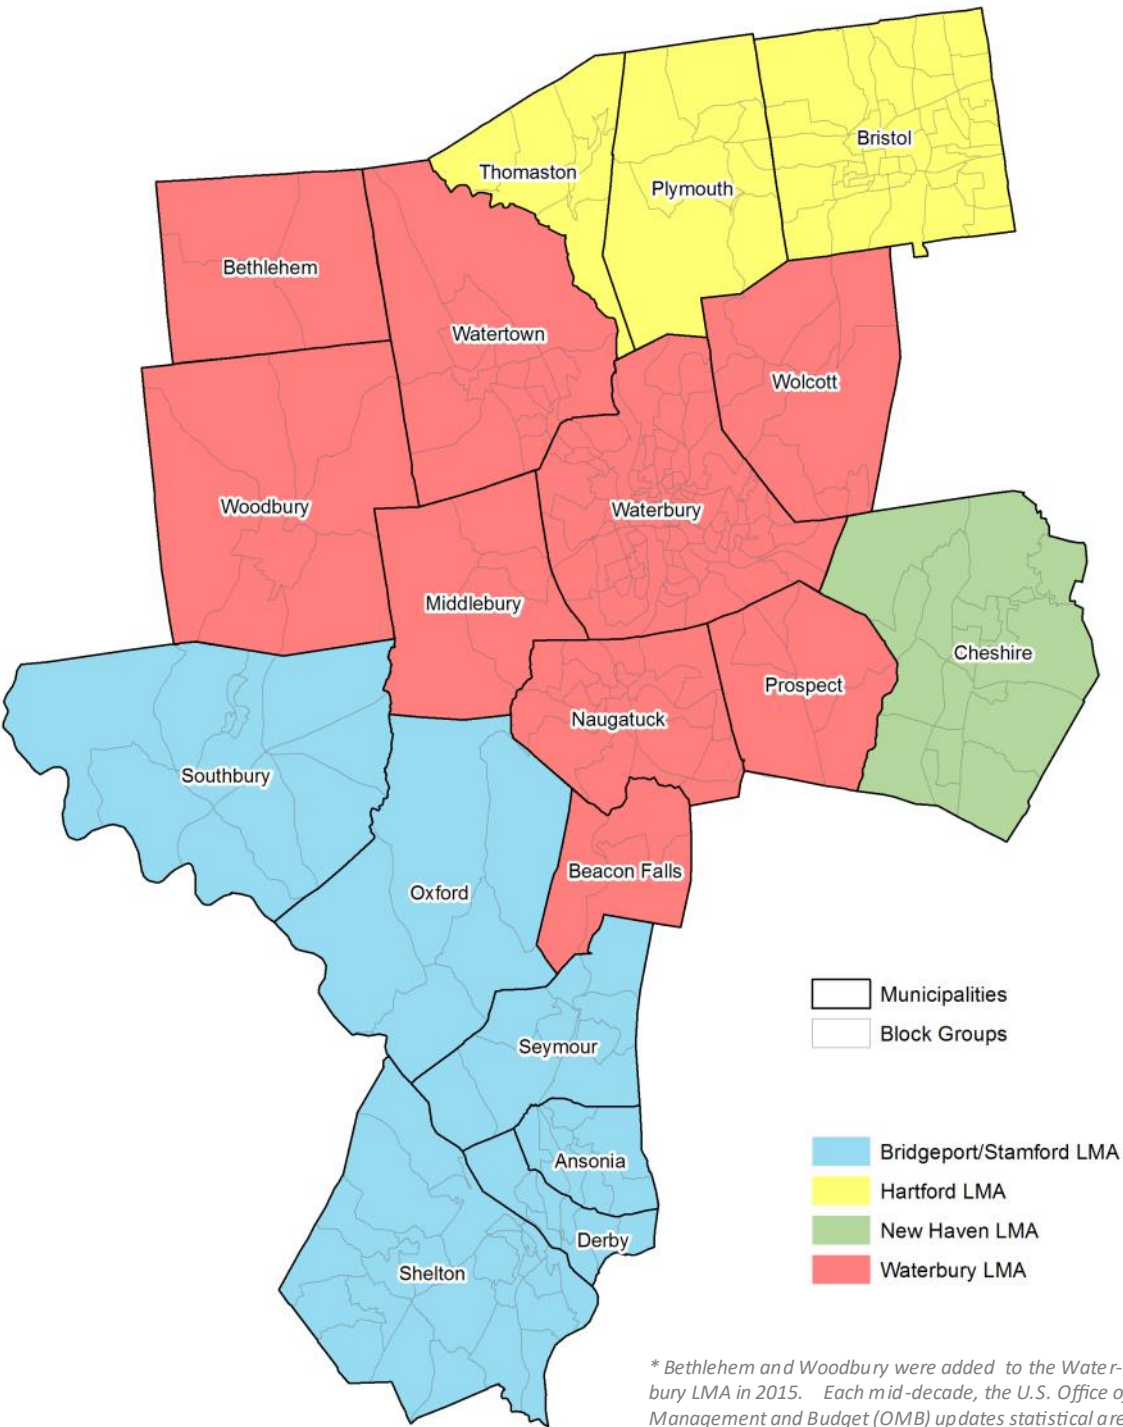 Bristol
Thomaston
Plymouth
Bethlehem
Watertown
Wolcott
Woodbury
Waterbury
Middlebury
Cheshire
Prospect
Naugatuck
Southbury
Beacon Falls
Oxford
Seymour
Ansonia
Derby
Shelton
Municipalities
Block Groups
Bridgeport/Stamford LMA
Hartford LMA
New Haven LMA
Waterbury LMA
* Bethlehem and Woodbury were added to the Water-
bury LMA in 2015. Each mid-decade, the U.S. Office
Management and Budget (OMB) updates statistical